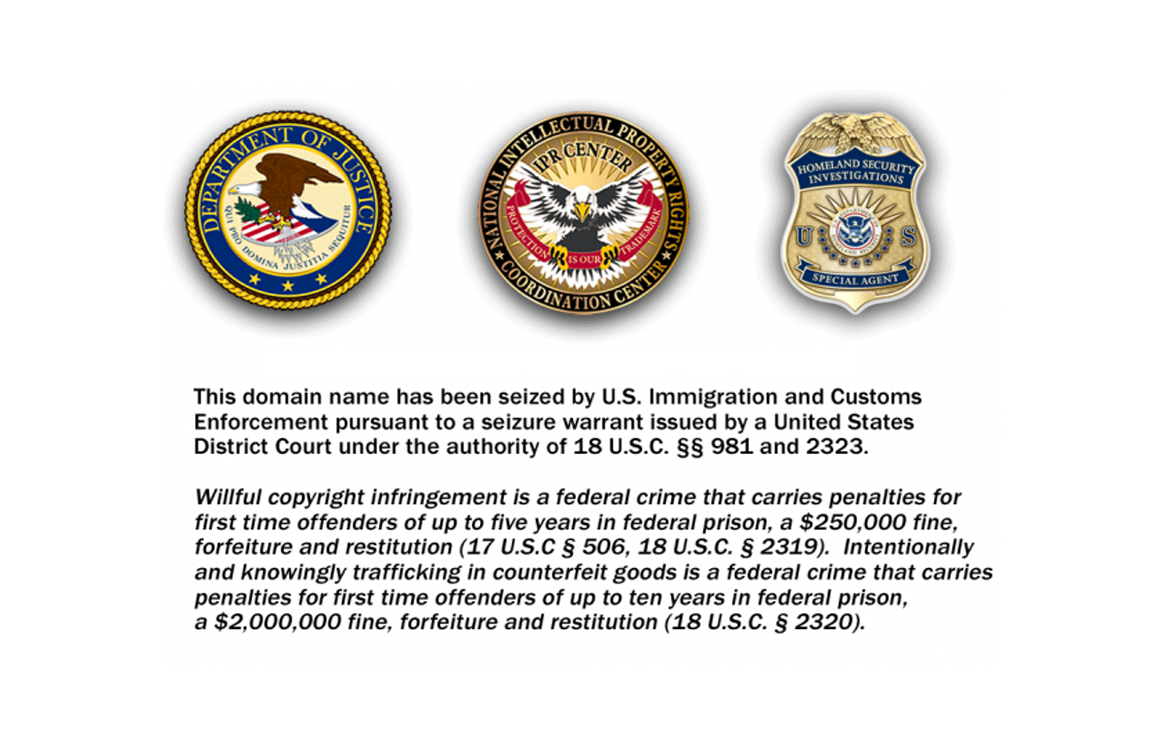 DEPARTMENT OF JUSTICE
QUI PRO DOMINA JUSTITIA SEQUITUR
NATIONAL INTELLECTUAL PROPERTY RIGHTS
COORDINATION CENTER
IPR CENTER
PROTECTION IS OUR TRADEMARK
HOMELAND SECURITY
INVESTIGATIONS
U S
SPECIAL AGENT
This domain name has been seized by U.S. Immigration and Customs
Enforcement pursuant to a seizure warrant issued by a United States
District Court under the authority of 18 U.S.C. §§ 981 and 2323.
Willful copyright infringement is a federal crime that carries penalties for
first time offenders of up to five years in federal prison, a $250,000 fine,
forfeiture and restitution (17 U.S.C § 506, 18 U.S.C. § 2319).  Intentionally
and knowingly trafficking in counterfeit goods is a federal crime that carries
penalties for first time offenders of up to ten years in federal prison,
a $2,000,000 fine, forfeiture and restitution (18 U.S.C. § 2320).